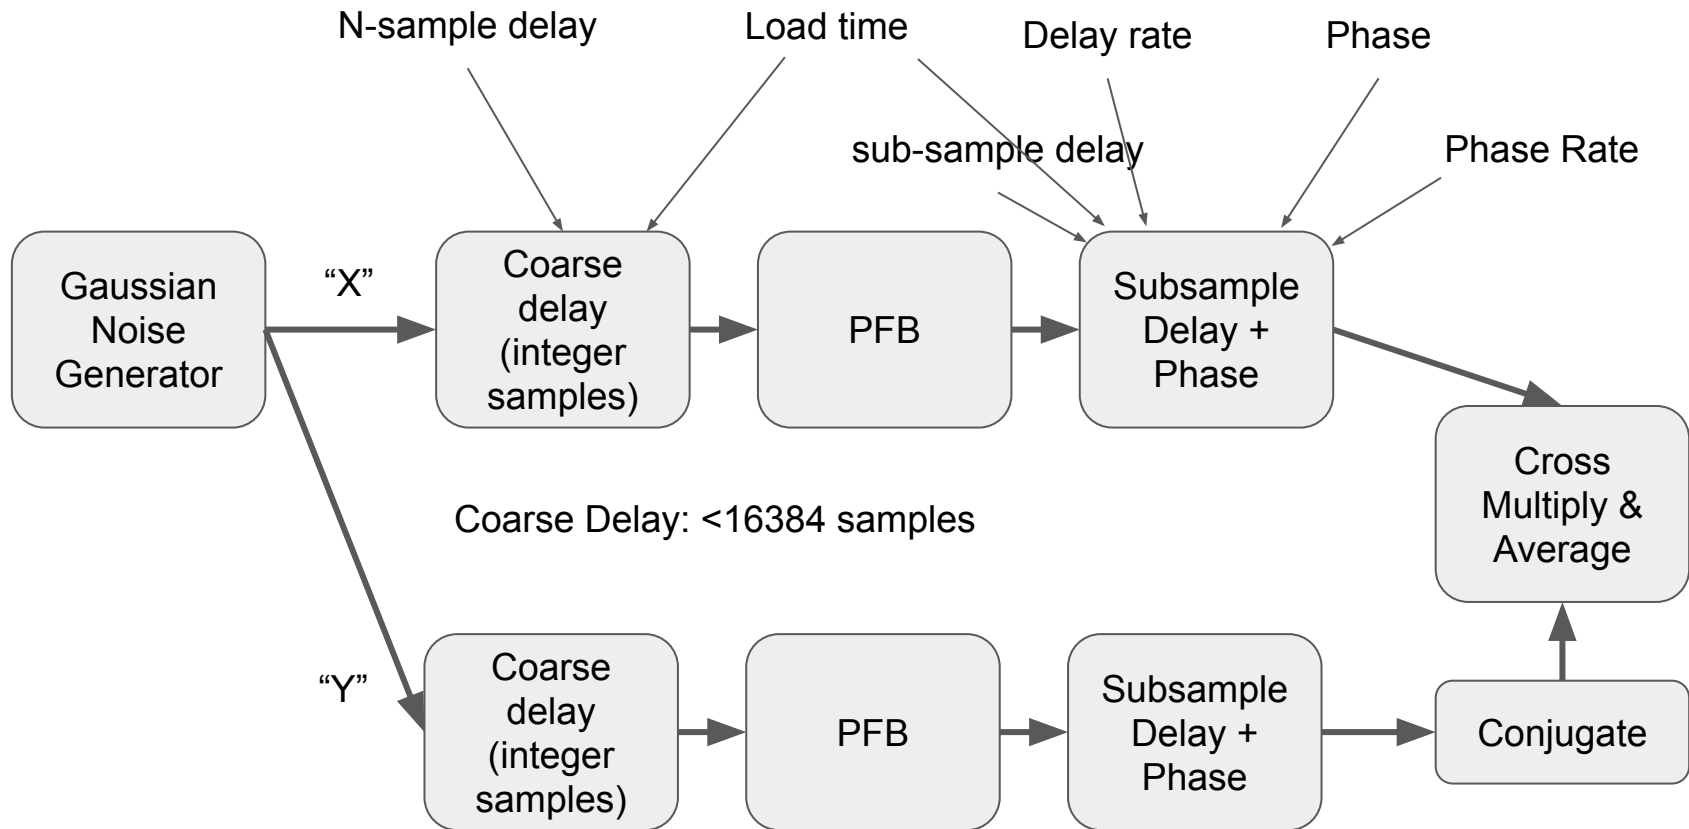 N-sample delay
Load time
Delay rate
Phase
sub-sample delay
Phase Rate
Gaussian
Noise
Generator
“X”
Coarse
delay
(integer
samples)
PFB
Subsample
Delay +
Phase
Cross
Multiply &
Average
Coarse Delay: <16384 samples
“Y”
Coarse
delay
(integer
samples)
PFB
Subsample
Delay +
Phase
Conjugate